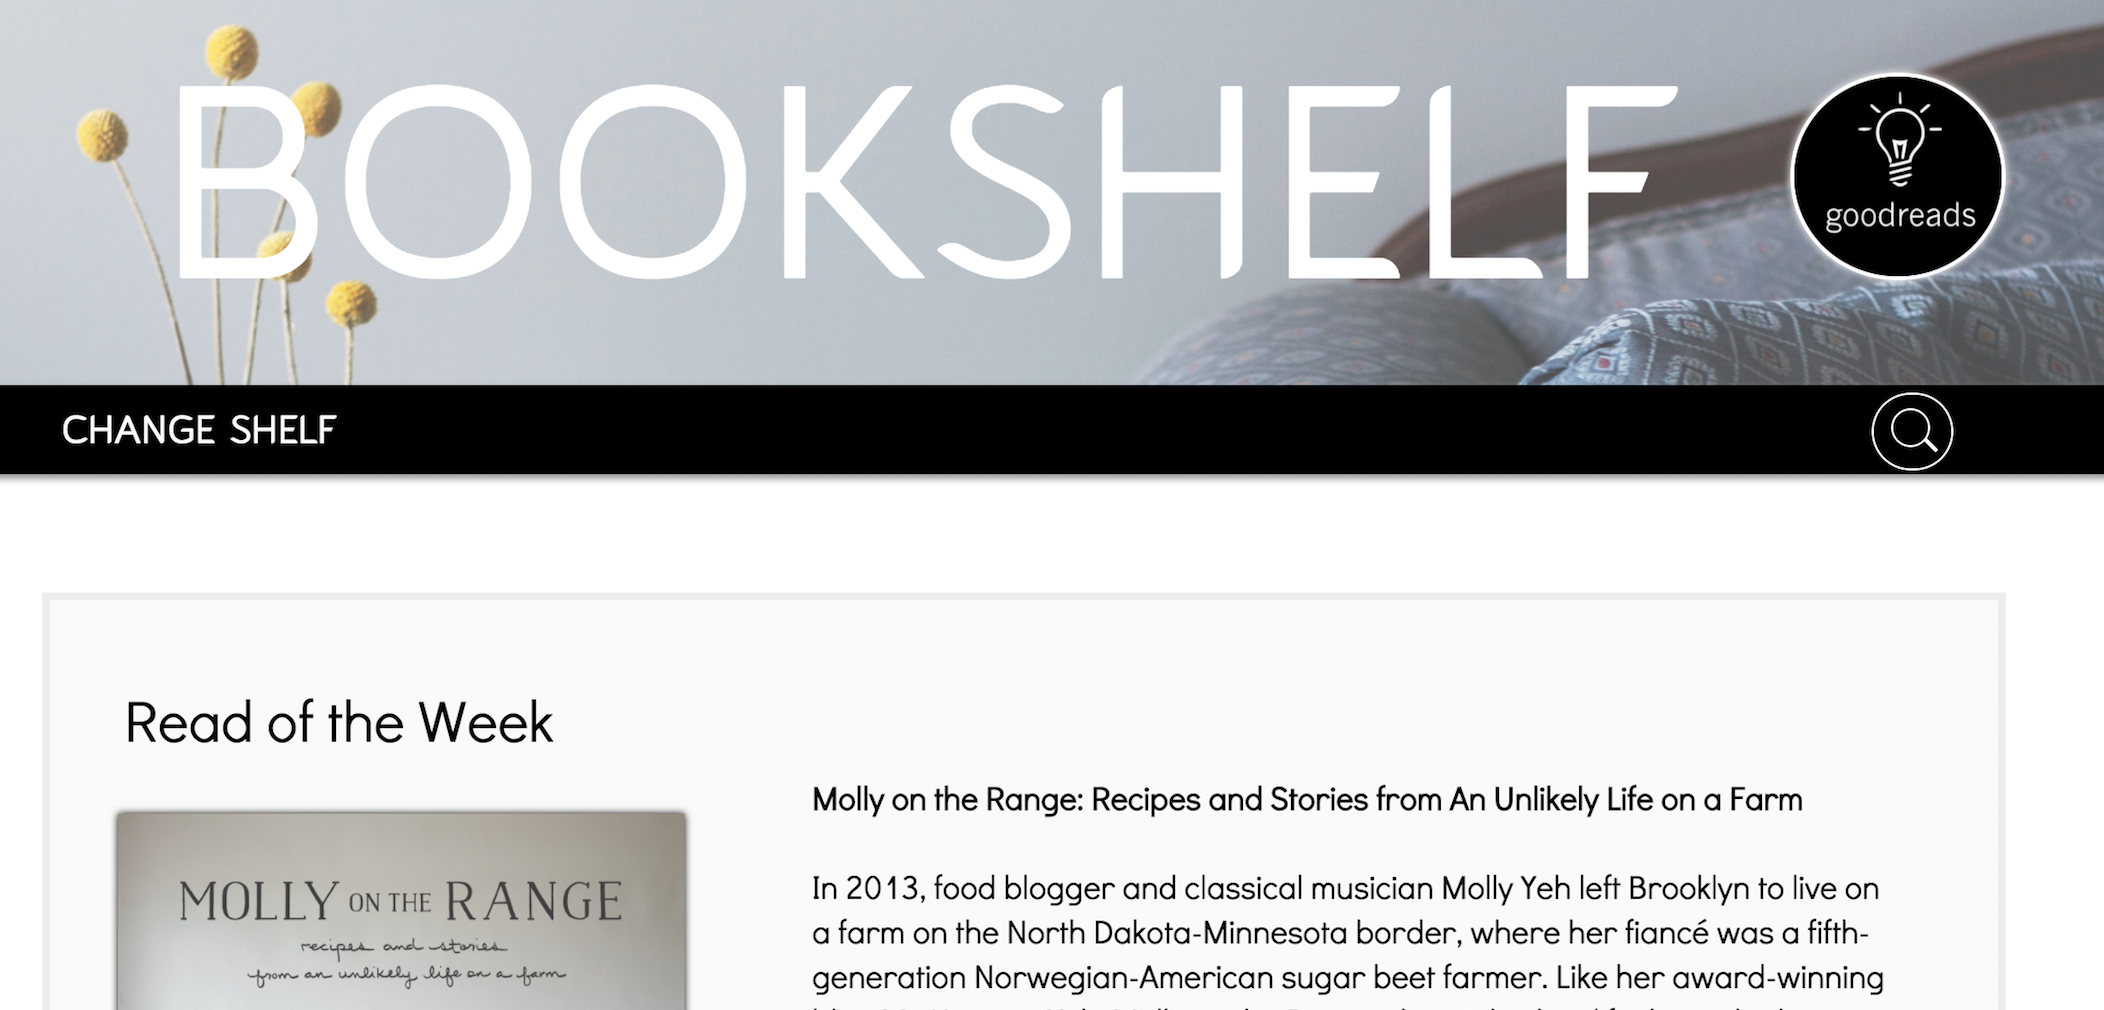 BOOKSHELF
goodreads
CHANGE SHELF
Read of the Week
MOLLY ON THE RANGE
recipes and stories
from an unlikely life on a farm
Molly on the Range: Recipes and Stories from An Unlikely Life on a Farm
In 2013, food blogger and classical musician Molly Yeh left Brooklyn to live on
a farm on the North Dakota-Minnesota border, where her fiancé was a fifth-
generation Norwegian-American sugar beet farmer. Like her award-winning